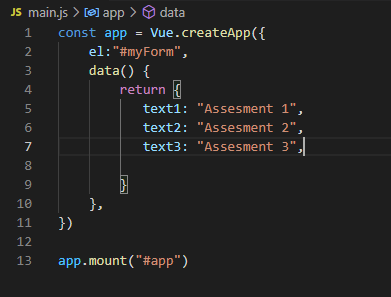 JS main.js > app > data
1 const app = Vue.createApp({
2 el:"#myForm",
3 data() {
4 return {
5 text1: "Assesment 1",
6 text2: "Assesment 2",
7 text3: "Assesment 3",
8
9 }
10 },
11 })
12
13 app.mount("#app")